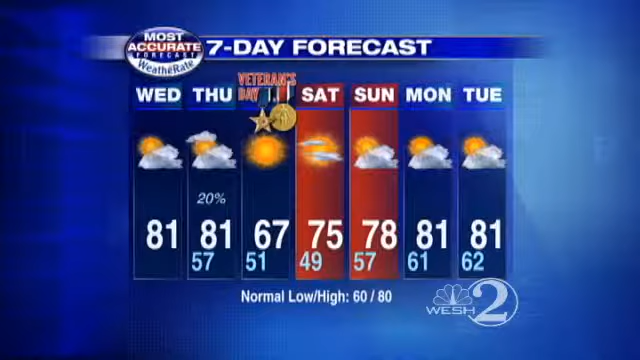 MOST
ACCURATE
FORECAST
WeatheRate
7-DAY FORECAST
VETERAN'S
DAY
WED THU SAT SUN MON TUE
20%
81 81 67 75 78 81 81
57 51 49 57 61 62
Normal Low/High: 60 / 80
WESH 2